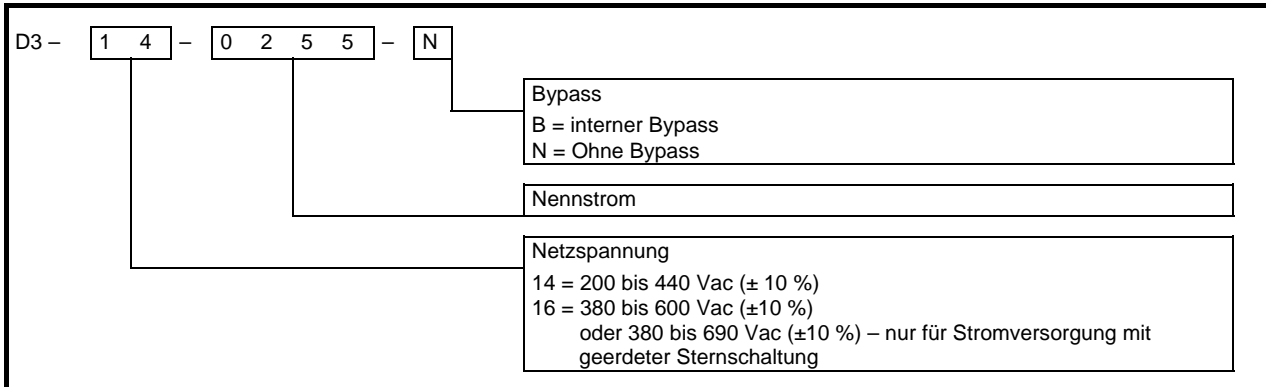 D3 – 1 4 – 0 2 5 5 – N
Bypass
B = interner Bypass
N = Ohne Bypass
Nennstrom
Netzspannung
14 = 200 bis 440 Vac (± 10 %)
16 = 380 bis 600 Vac (±10 %)
oder 380 bis 690 Vac (±10 %) – nur für Stromversorgung mit
geerdeter Sternschaltung